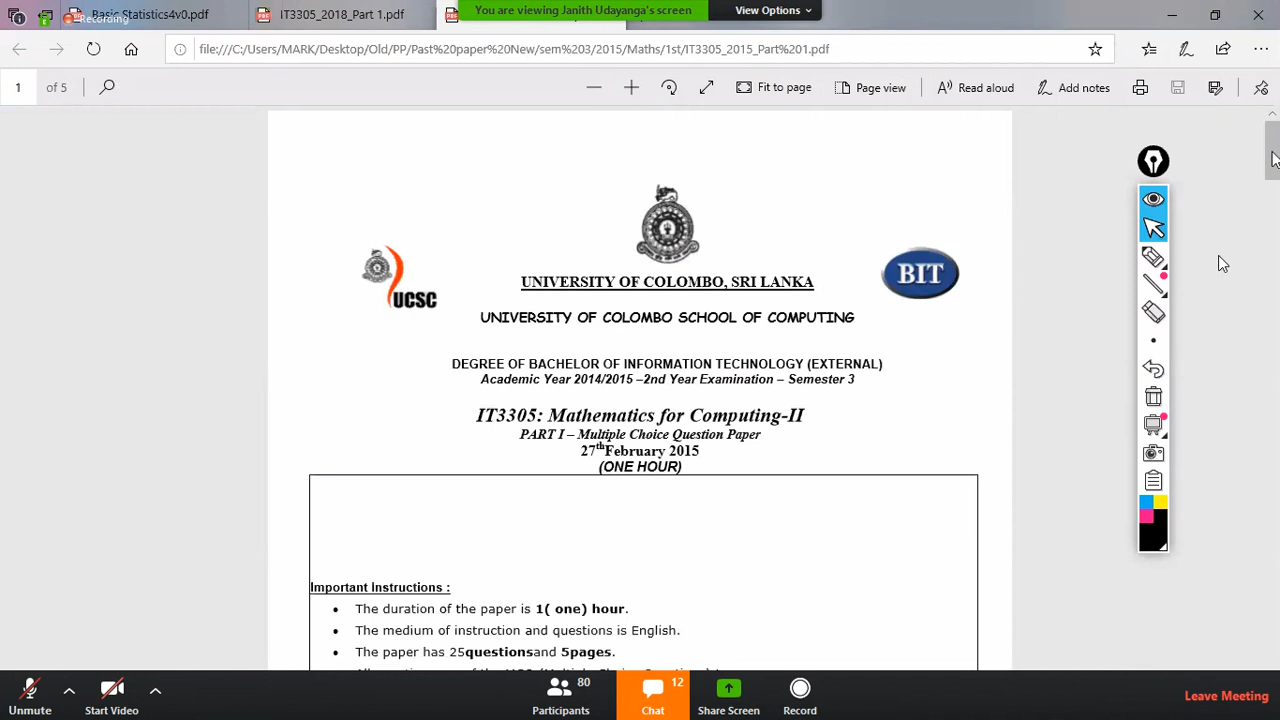 Basic Statistics4v0.pdf
IT3305_2018_Part_1.pdf
You are viewing Janith Udayanga's screen
View Options
file:///C:/Users/MARK/Desktop/Old/PP/Past%20paper%20New/sem%203/2015/Maths/1st/IT3305_2015_Part%201.pdf
1 of 5
Fit to page
Page view
Read aloud
Add notes
UCSC
BIT
UNIVERSITY OF COLOMBO, SRI LANKA
UNIVERSITY OF COLOMBO SCHOOL OF COMPUTING
DEGREE OF BACHELOR OF INFORMATION TECHNOLOGY (EXTERNAL)
Academic Year 2014/2015 –2nd Year Examination – Semester 3
IT3305: Mathematics for Computing-II
PART I – Multiple Choice Question Paper
27thFebruary 2015
(ONE HOUR)
Important Instructions :
• The duration of the paper is 1( one) hour.
• The medium of instruction and questions is English.
• The paper has 25questionsand 5pages.
Unmute
Start Video
80
Participants
12
Chat
Share Screen
Record
Leave Meeting